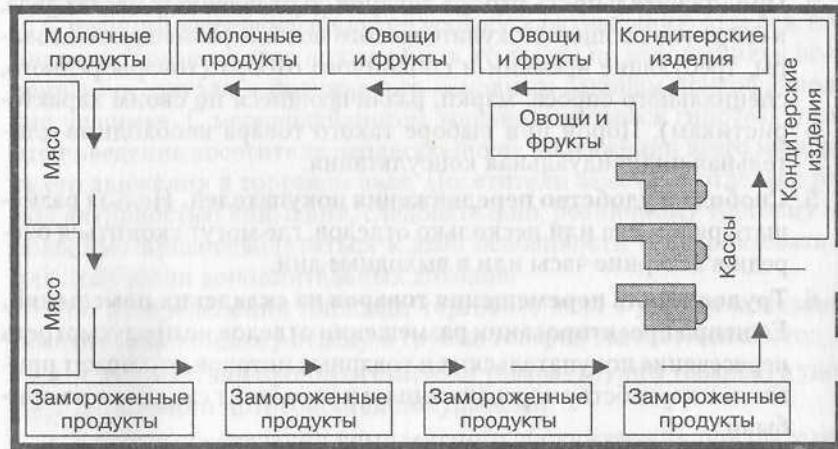 Молочные
продукты
Молочные
продукты
Овощи
и фрукты
Овощи
и фрукты
Кондитерские
изделия
Кондитерские
изделия
Овощи и
фрукты
Мясо
Мясо
Кассы
Замороженные
продукты
Замороженные
продукты
Замороженные
продукты
Замороженные
продукты